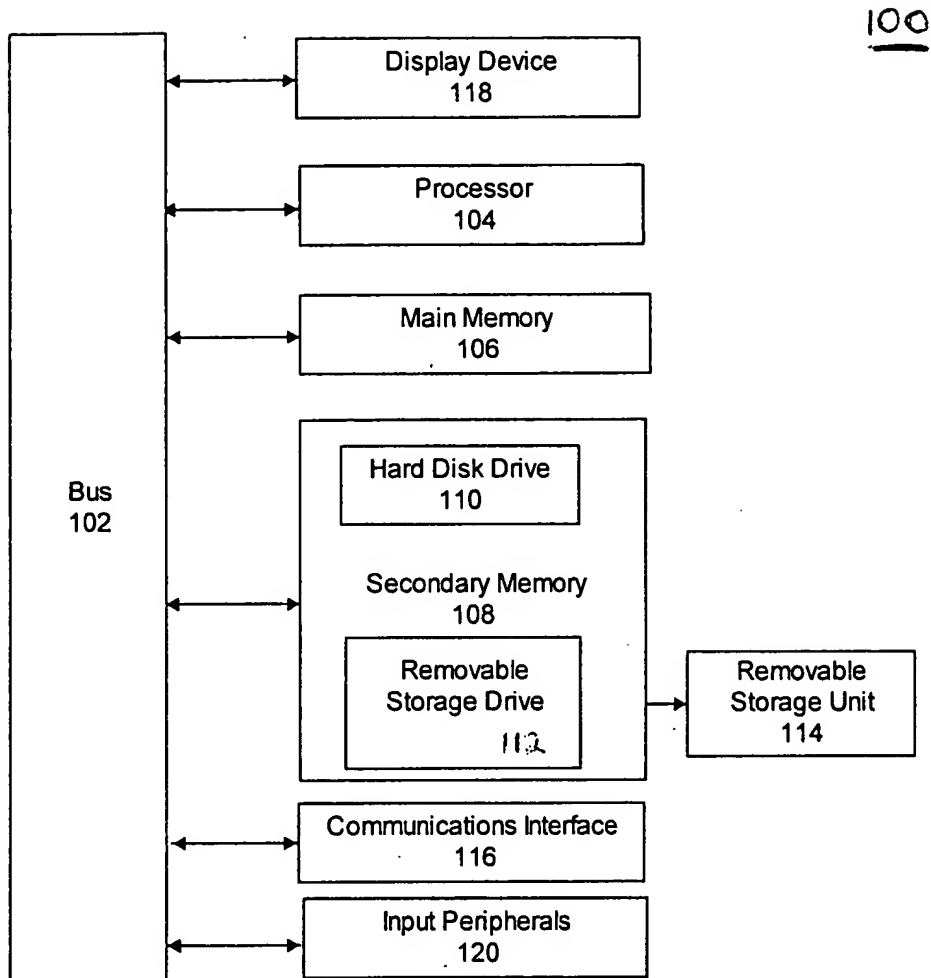 100
Display Device
118
Processor
104
Main Memory
106
Hard Disk Drive
110
Bus
102
Secondary Memory
108
Removable
Storage Drive
112
Removable
Storage Unit
114
Communications Interface
116
Input Peripherals
120